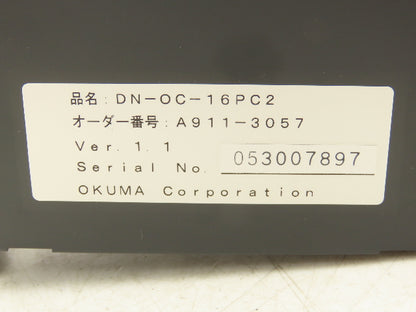 品名：DN-OC-16PC2
オーダー番号：A911-3057
Ver. 1. 1
Serial No. 053007897
OKUMA Corporation